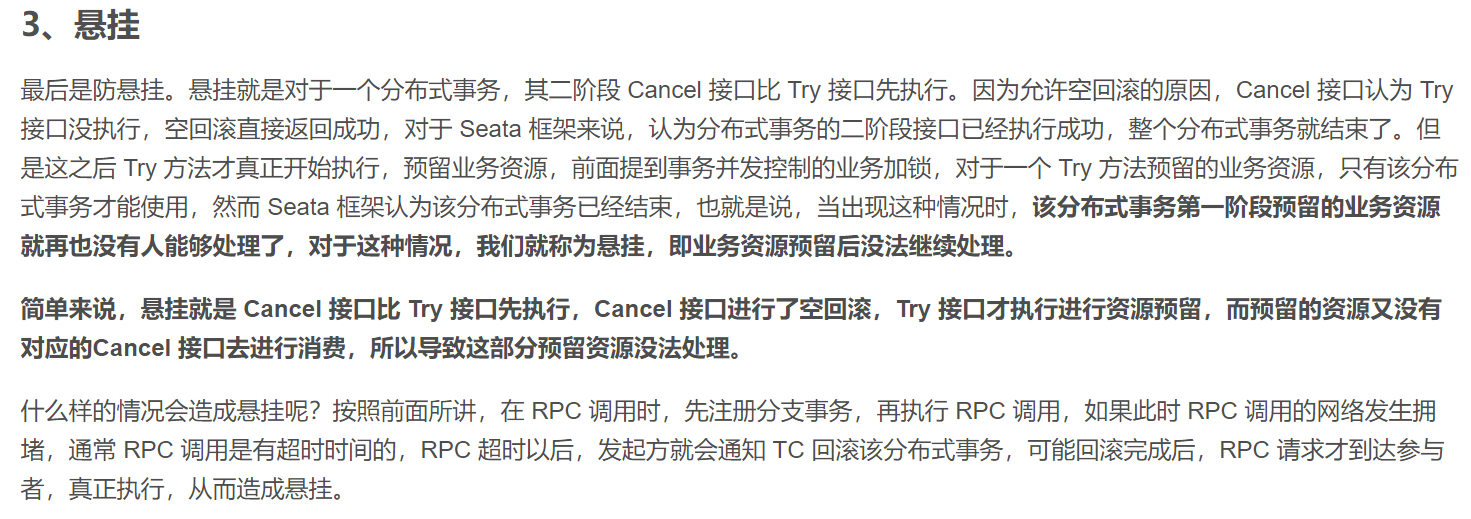 3、悬挂
最后是防悬挂。悬挂就是对于一个分布式事务，其二阶段 Cancel 接口比 Try 接口先执行。因为允许空回滚的原因，Cancel 接口认为 Try
接口没执行，空回滚直接返回成功，对于 Seata 框架来说，认为分布式事务的二阶段接口已经执行成功，整个分布式事务就结束了。但
是这之后 Try 方法才真正开始执行，预留业务资源，前面提到事务并发控制的业务加锁，对于一个 Try 方法预留的业务资源，只有该分布
式事务才能使用，然而 Seata 框架认为该分布式事务已经结束，也就是说，当出现这种情况时，该分布式事务第一阶段预留的业务资源
就再也没有人能够处理了，对于这种情况，我们就称为悬挂，即业务资源预留后没法继续处理。
简单来说，悬挂就是 Cancel 接口比 Try 接口先执行，Cancel 接口进行了空回滚，Try 接口才执行进行资源预留，而预留的资源又没有
对应的Cancel 接口去进行消费，所以导致这部分预留资源没法处理。
什么样的情况会造成悬挂呢？按照前面所讲，在 RPC 调用时，先注册分支事务，再执行 RPC 调用，如果此时 RPC 调用的网络发生拥
堵，通常 RPC 调用是有超时时间的，RPC 超时以后，发起方就会通知 TC 回滚该分布式事务，可能回滚完成后，RPC 请求才到达参与
者，真正执行，从而造成悬挂。